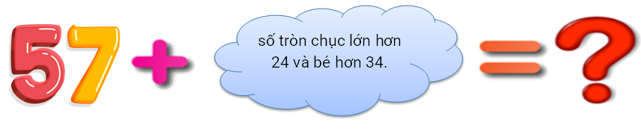 57 + số tròn chục lớn hơn
24 và bé hơn 34. = ?